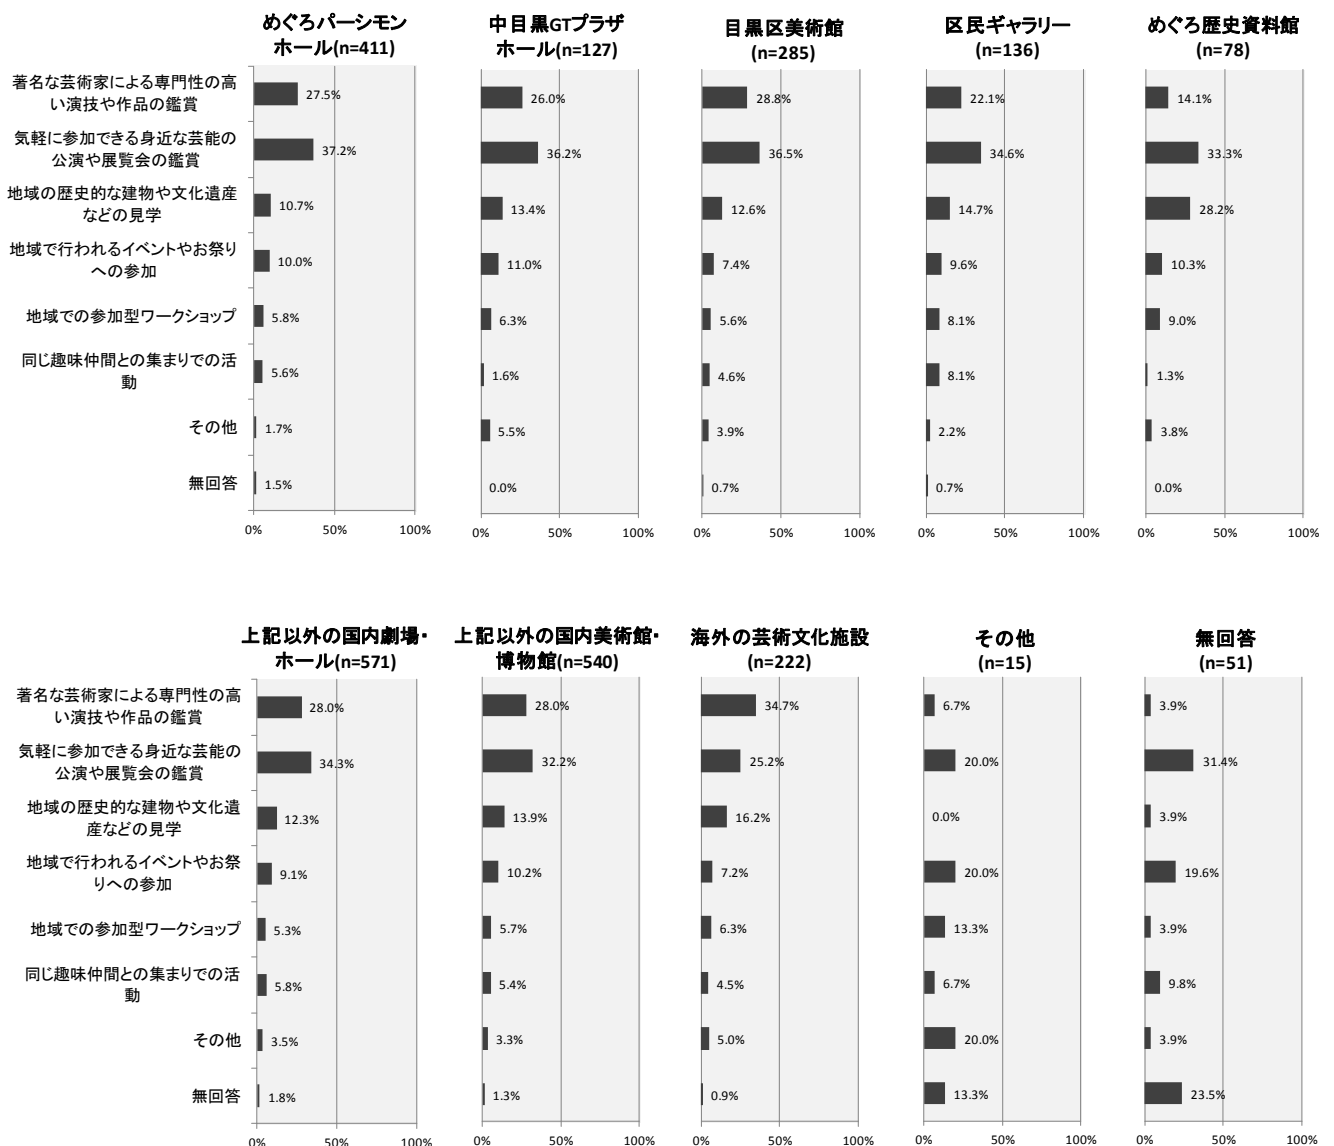 めぐろパーシモン
ホール(n=411)
中目黒GTプラザ
ホール(n=127)
目黒区美術館
(n=285)
区民ギャラリー
(n=136)
めぐろ歴史資料館
(n=78)
著名な芸術家による専門性の高
い演技や作品の鑑賞
27.5%
26.0%
28.8%
22.1%
14.1%
気軽に参加できる身近な芸能の
公演や展覧会の鑑賞
37.2%
36.2%
36.5%
34.6%
33.3%
地域の歴史的な建物や文化遺産
などの見学
10.7%
13.4%
12.6%
14.7%
28.2%
地域で行われるイベントやお祭り
への参加
10.0%
11.0%
7.4%
9.6%
10.3%
地域での参加型ワークショップ
5.8%
6.3%
5.6%
8.1%
9.0%
同じ趣味仲間との集まりでの活
動
5.6%
1.6%
4.6%
8.1%
1.3%
その他
1.7%
5.5%
3.9%
2.2%
3.8%
無回答
1.5%
0.0%
0.7%
0.7%
0.0%
0% 50% 100%
0% 50% 100%
0% 50% 100%
0% 50% 100%
0% 50% 100%
上記以外の国内劇場・
ホール(n=571)
上記以外の国内美術館・
博物館(n=540)
海外の芸術文化施設
(n=222)
その他
(n=15)
無回答
(n=51)
著名な芸術家による専門性の高
い演技や作品の鑑賞
28.0%
28.0%
34.7%
6.7%
3.9%
気軽に参加できる身近な芸能の
公演や展覧会の鑑賞
34.3%
32.2%
25.2%
20.0%
31.4%
地域の歴史的な建物や文化遺
産などの見学
12.3%
13.9%
16.2%
0.0%
3.9%
地域で行われるイベントやお祭
りへの参加
9.1%
10.2%
7.2%
20.0%
19.6%
地域での参加型ワークショップ
5.3%
5.7%
6.3%
13.3%
3.9%
同じ趣味仲間との集まりでの活
動
5.8%
5.4%
4.5%
6.7%
9.8%
その他
3.5%
3.3%
5.0%
20.0%
3.9%
無回答
1.8%
1.3%
0.9%
13.3%
23.5%
0% 50% 100%
0% 50% 100%
0% 50% 100%
0% 50% 100%
0% 50% 100%